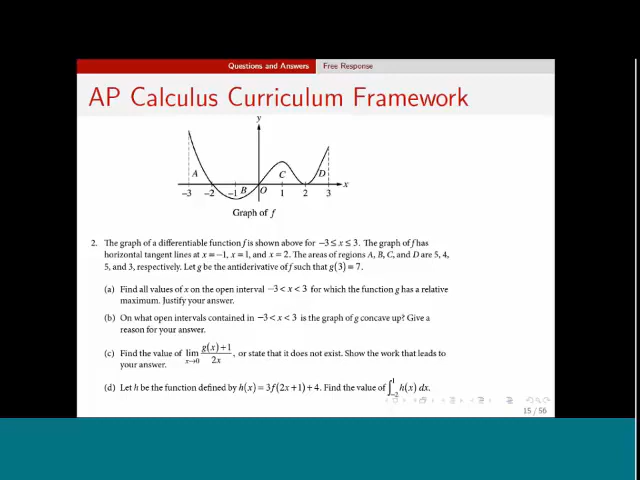 Questions and Answers Free Response
AP Calculus Curriculum Framework
y
A B O C D x
-3 -2 -1 1 2 3
Graph of f
2. The graph of a differentiable function f is shown above for −3 ≤ x ≤ 3. The graph of f has
horizontal tangent lines at x = −1, x = 1, and x = 2. The areas of regions A, B, C, and D are 5, 4,
5, and 3, respectively. Let g be the antiderivative of f such that g(3) = 7.
(a) Find all values of x on the open interval −3 < x < 3 for which the function g has a relative
maximum. Justify your answer.
(b) On what open intervals contained in −3 < x < 3 is the graph of g concave up? Give a
reason for your answer.
(c) Find the value of lim x→0 g(x)+1 / 2x, or state that it does not exist. Show the work that leads to
your answer.
(d) Let h be the function defined by h(x) = 3f(2x+1)+4. Find the value of ∫₋₂¹ h(x) dx.
15 / 56